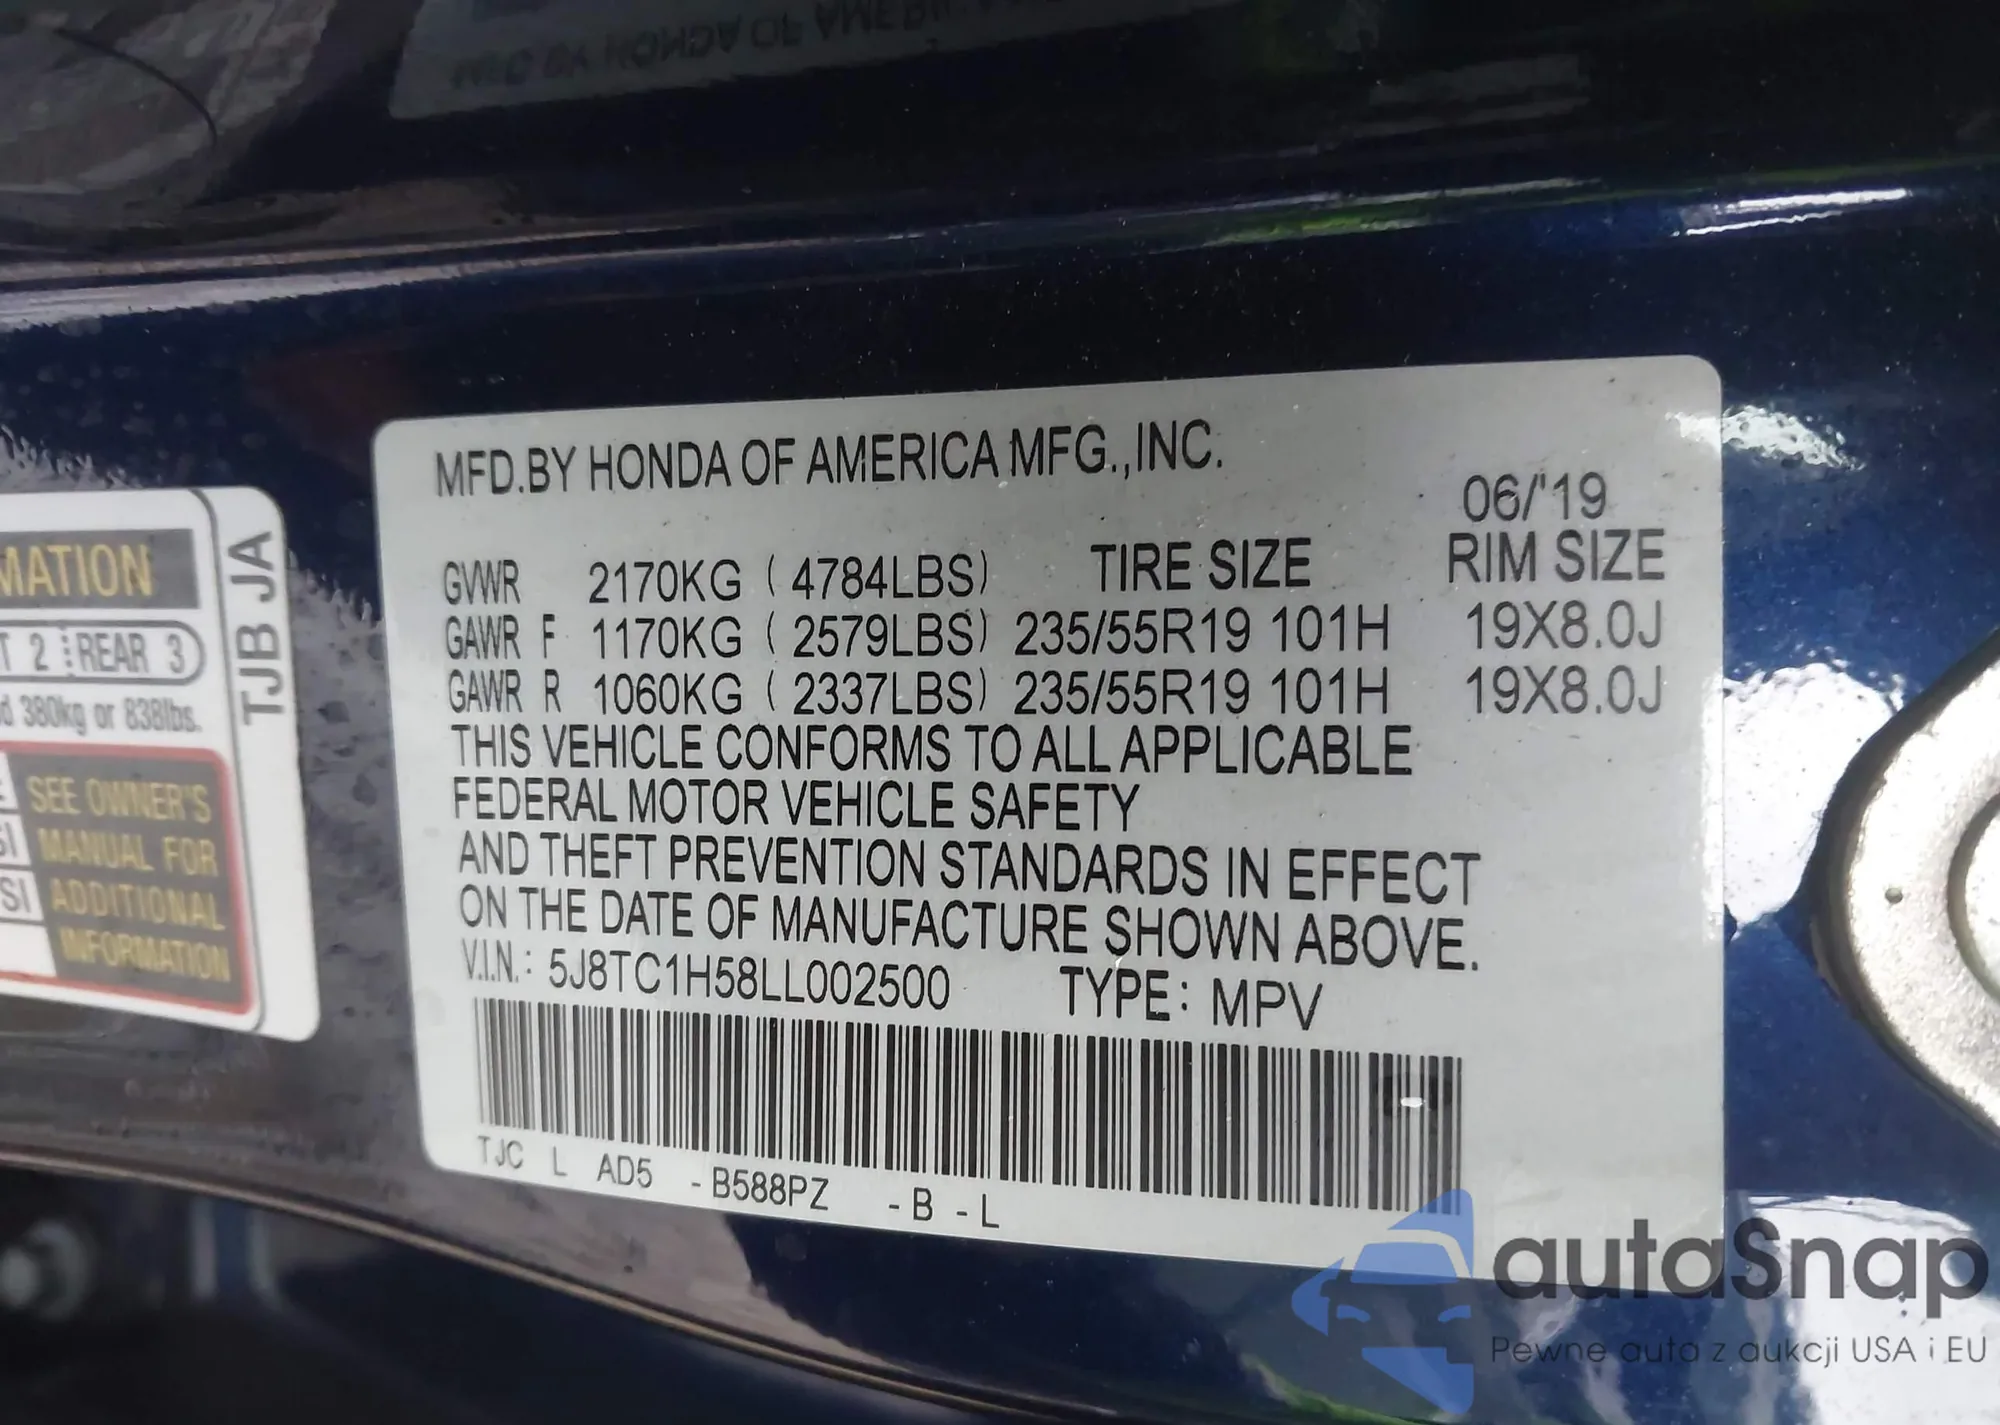 MFD.BY HONDA OF AMERICA MFG.,INC.
06/'19
GVWR 2170KG ( 4784LBS) TIRE SIZE RIM SIZE
GAWR F 1170KG ( 2579LBS) 235/55R19 101H 19X8.0J
GAWR R 1060KG ( 2337LBS) 235/55R19 101H 19X8.0J
THIS VEHICLE CONFORMS TO ALL APPLICABLE
FEDERAL MOTOR VEHICLE SAFETY
AND THEFT PREVENTION STANDARDS IN EFFECT
ON THE DATE OF MANUFACTURE SHOWN ABOVE.
V.I.N.: 5J8TC1H58LL002500 TYPE: MPV
TJC L AD5 -B588PZ -B -L
MATION
T 2 REAR 3
d 380kg or 838lbs.
SEE OWNER'S
MANUAL FOR
SI ADDITIONAL
INFORMATION
TJB JA
autaSnap
Pewne auta z aukcji USA i EU